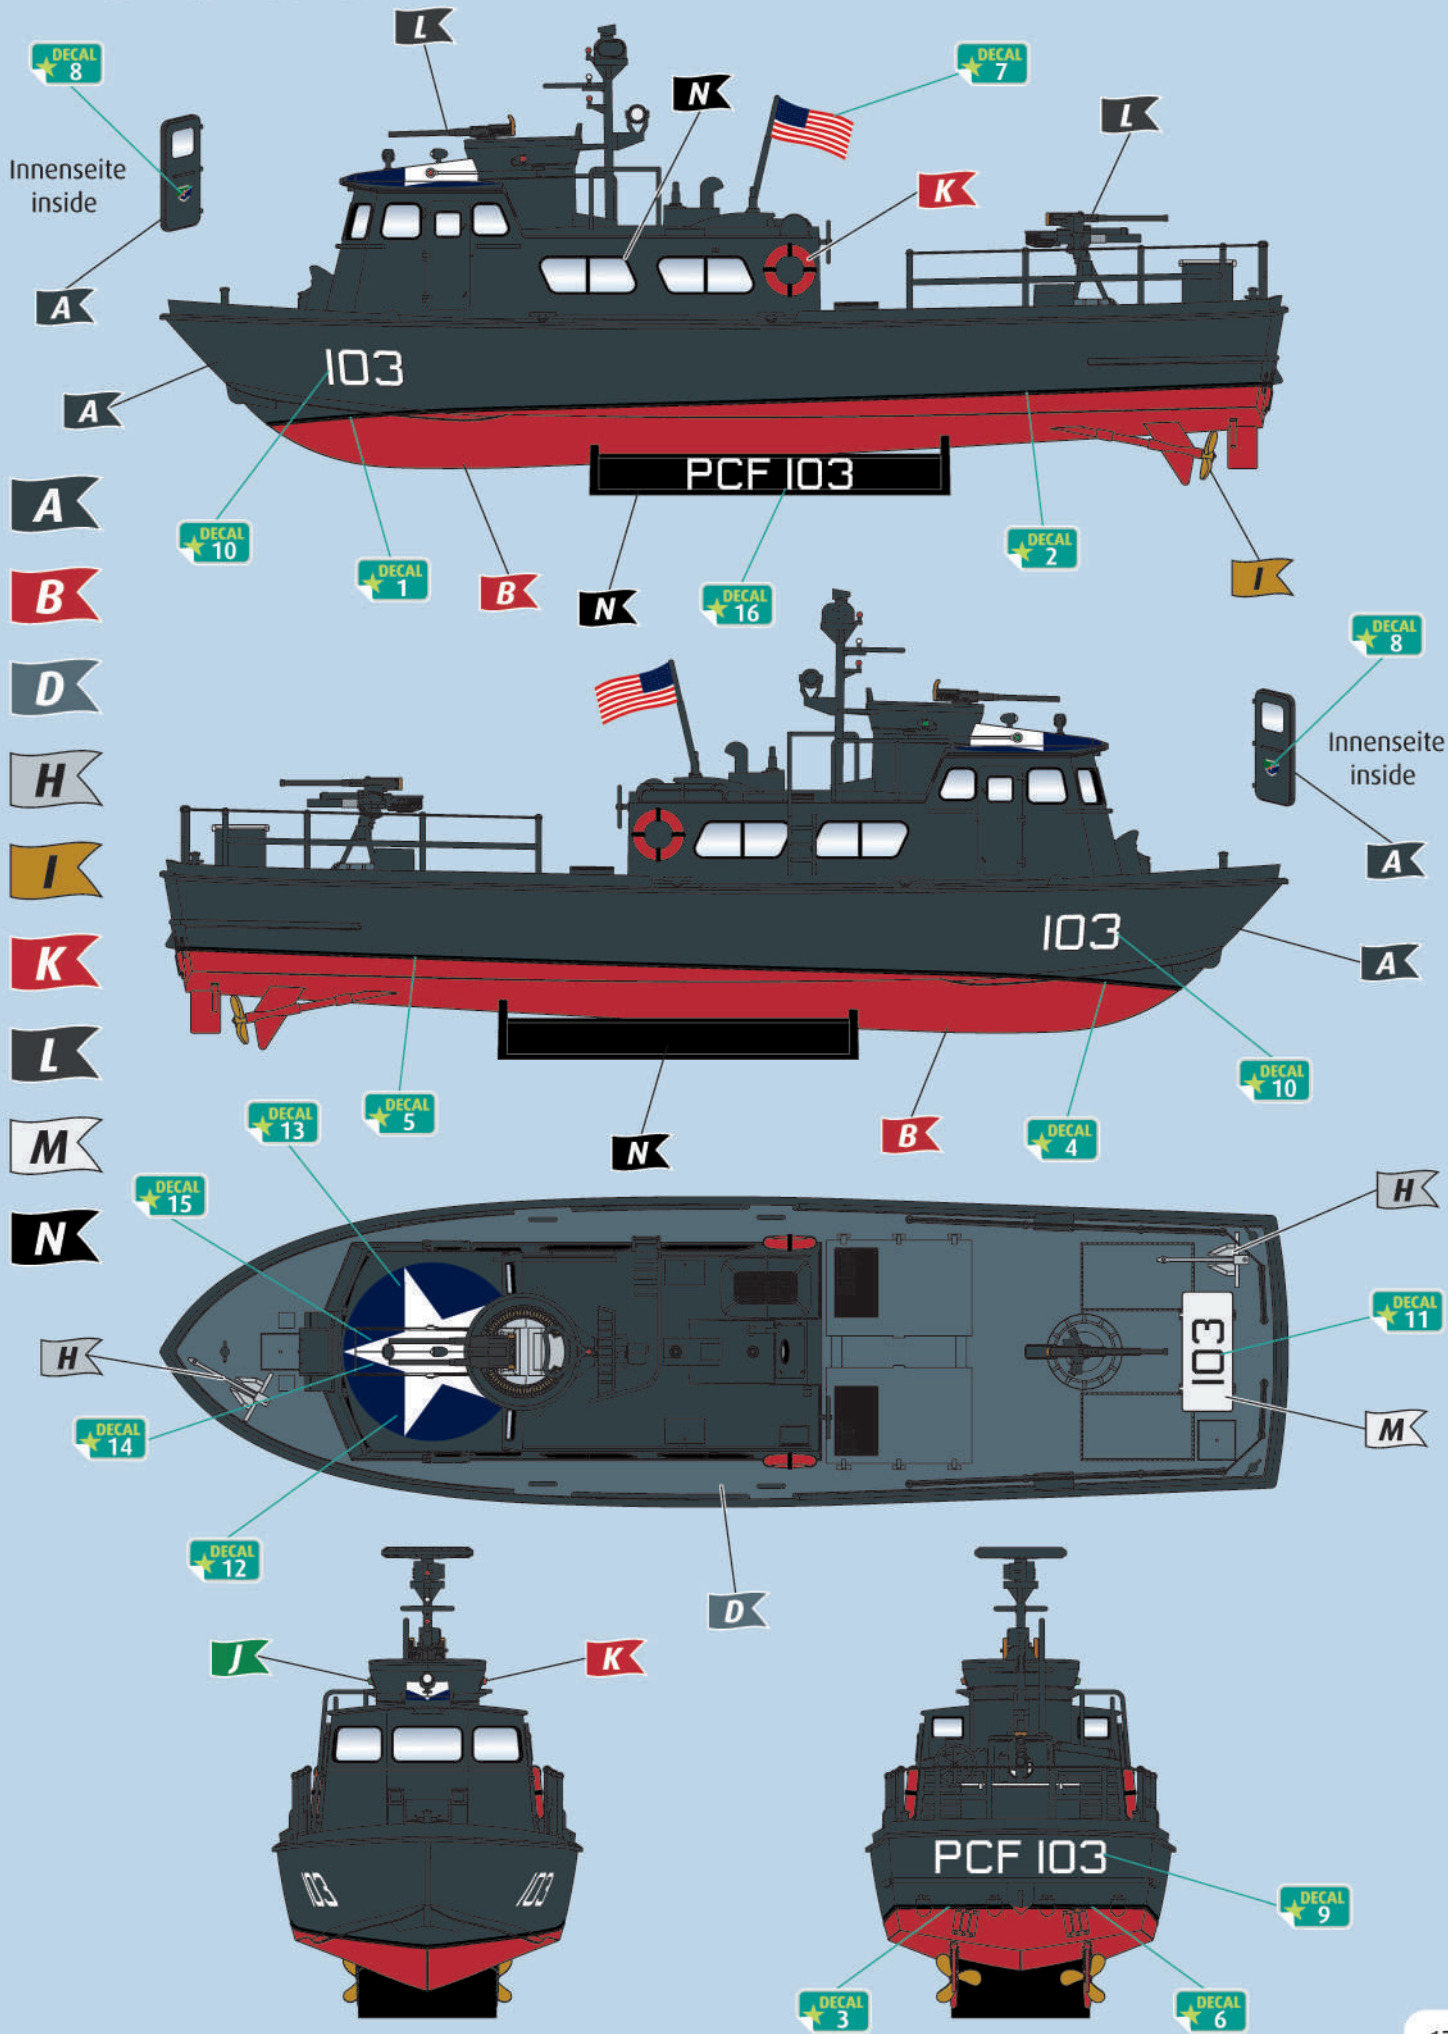 L
DECAL
8
DECAL
7
N
L
Innenseite
inside
K
A
103
A
PCF 103
A
DECAL
10
DECAL
1
B
N
DECAL
16
DECAL
2
I
B
DECAL
8
D
Innenseite
inside
H
A
I
103
K
A
L
DECAL
10
DECAL
13
DECAL
5
N
B
DECAL
4
M
DECAL
15
H
N
DECAL
11
103
H
DECAL
14
M
DECAL
12
D
J
K
PCF 103
103
103
DECAL
9
DECAL
3
DECAL
6